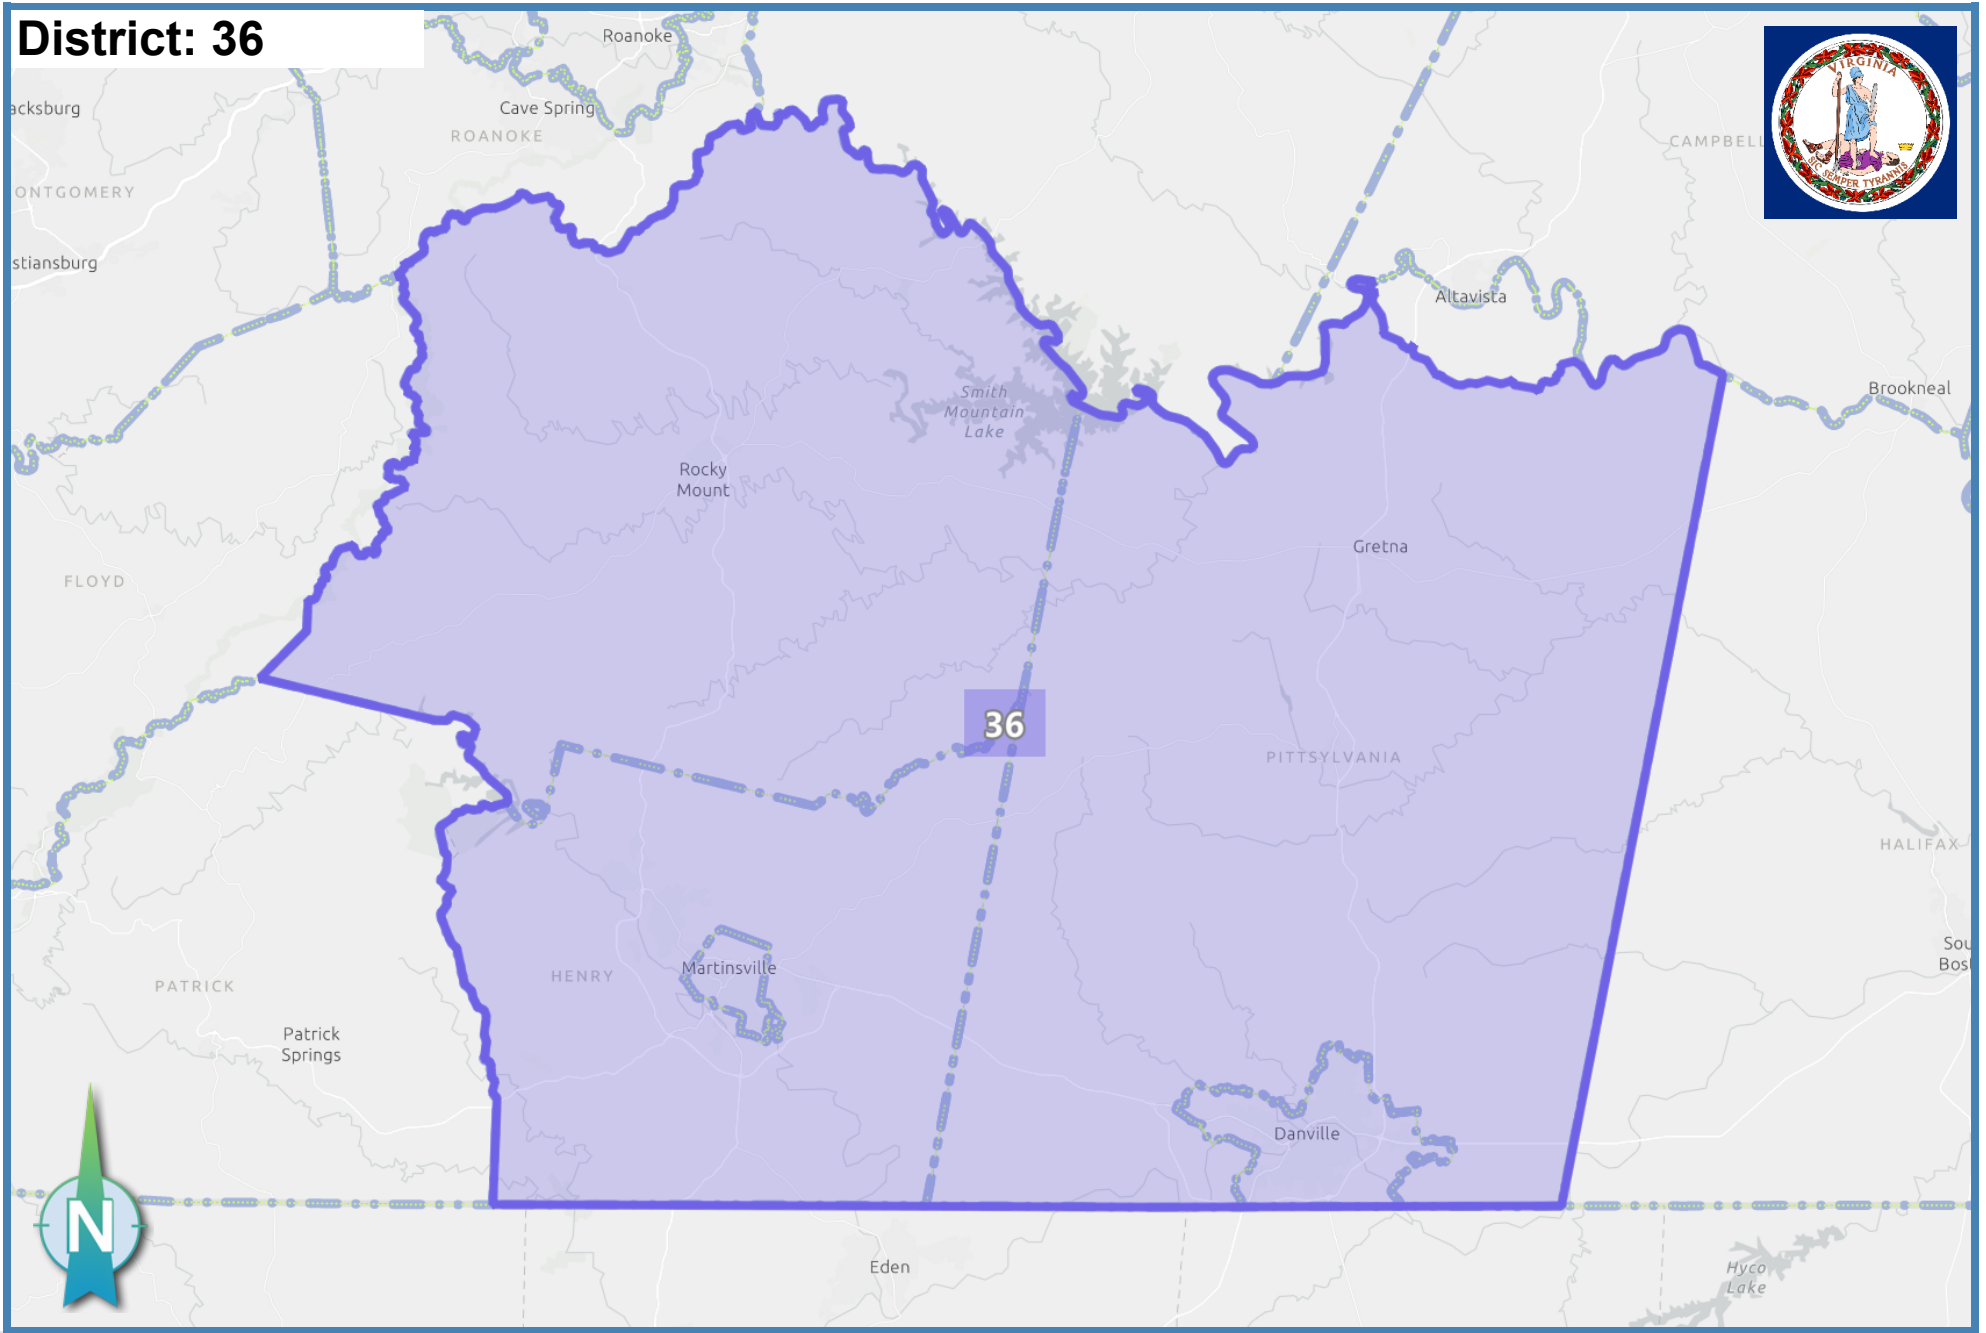 District: 36
Roanoke
VIRGINIA
acksburg
Cave Spring
ROANOKE
CAMPBELL
SIC SEMPER TYRANNIS
ONTGOMERY
stiansburg
Altavista
Brookneal
Smith
Mountain
Lake
Rocky
Mount
Gretna
FLOYD
36
PITTSYLVANIA
HALIFAX
Sou
Bost
Martinsville
HENRY
PATRICK
Patrick
Springs
Danville
N
Eden
Hyco
Lake